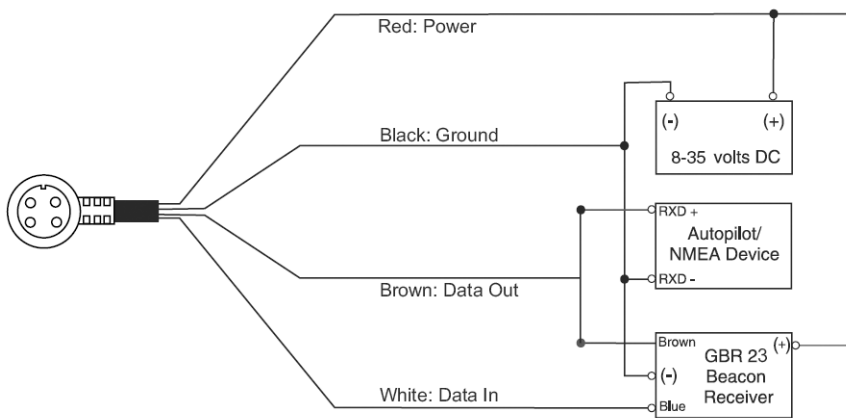 Red: Power
Black: Ground
(-)
(+)
8-35 volts DC
RXD +
Autopilot/
NMEA Device
RXD -
Brown: Data Out
Brown
(+)
GBR 23
(-)
Beacon
Receiver
White: Data In
Blue